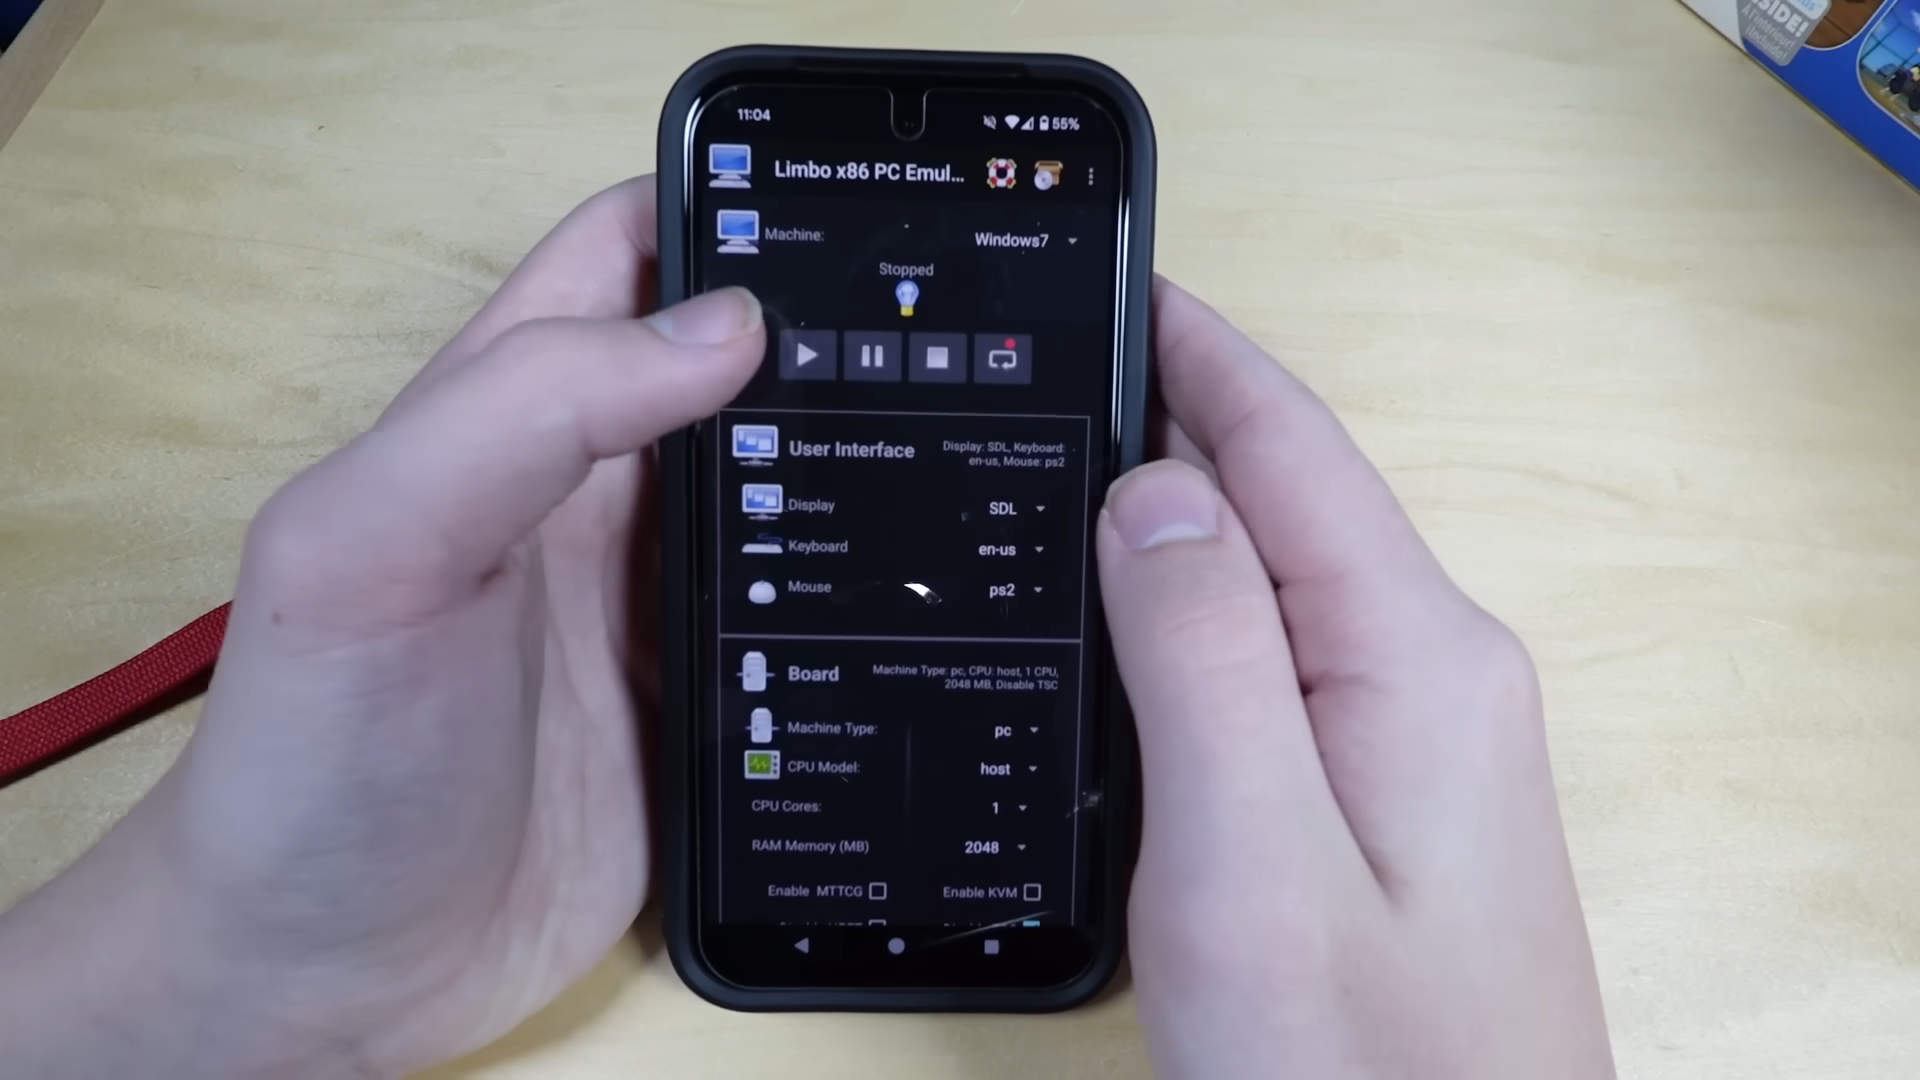 SIDE!
À l'intérieur!
11:04
55%
Limbo x86 PC Emul...
Machine:
Windows7
Stopped
User Interface
Display: SDL, Keyboard:
en-us, Mouse: ps2
Display
SDL
Keyboard
en-us
Mouse
ps2
Board
Machine Type: pc, CPU: host, 1 CPU,
2048 MB, Disable TSC
Machine Type:
pc
CPU Model:
host
CPU Cores:
1
RAM Memory (MB)
2048
Enable MTTCG
Enable KVM